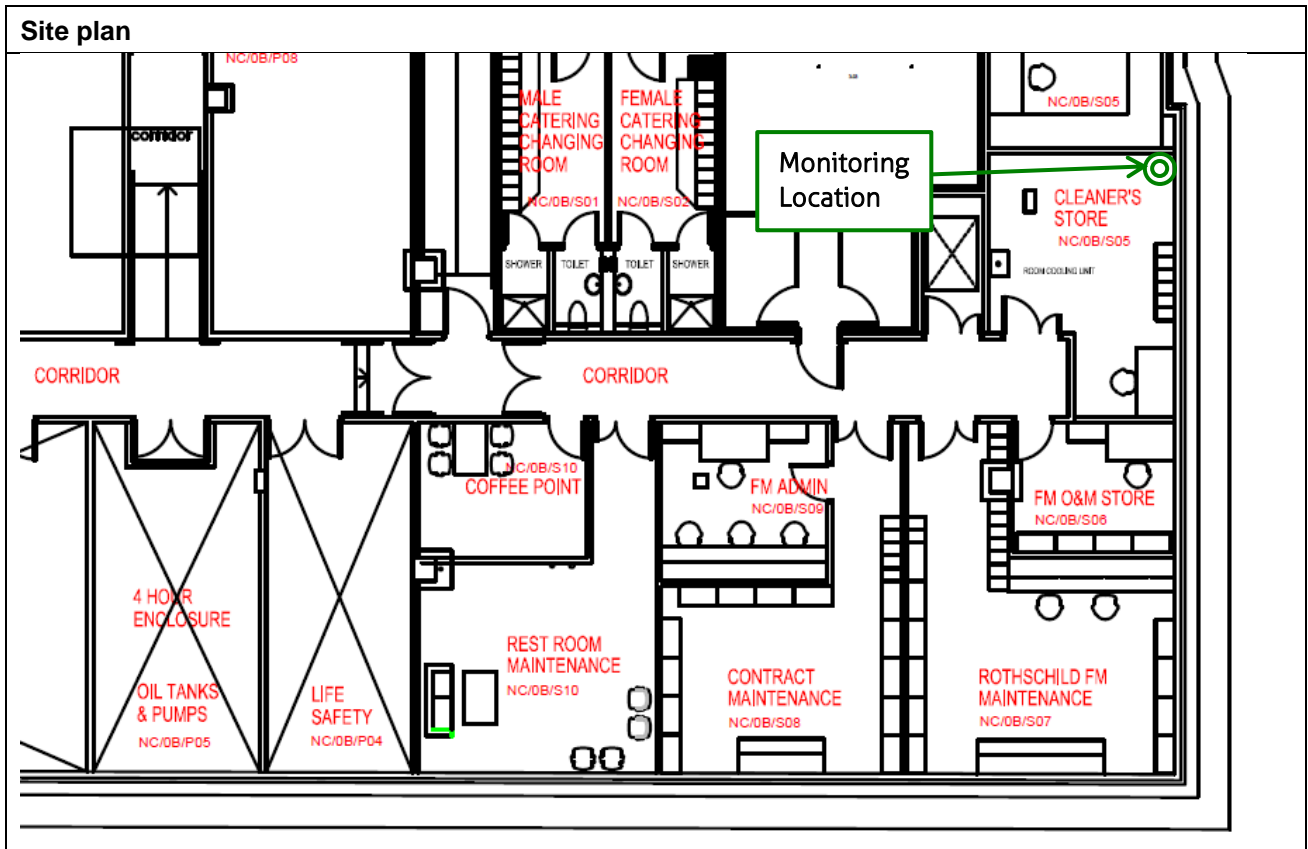 Site plan
NC/0B/P08
corridor
MALE
CATERING
CHANGING
ROOM
NC/0B/S01
FEMALE
CATERING
CHANGING
ROOM
NC/0B/S02
NC/0B/S05
Monitoring
Location
CLEANER'S
STORE
NC/0B/S05
ROOM COOLING UNIT
SHOWER
TOILET
TOILET
SHOWER
CORRIDOR
CORRIDOR
NC/0B/S10
COFFEE POINT
FM ADMIN
NC/0B/S09
FM O&M STORE
NC/0B/S06
4 HOUR
ENCLOSURE
OIL TANKS
& PUMPS
NC/0B/P05
LIFE
SAFETY
NC/0B/P04
REST ROOM
MAINTENANCE
NC/0B/S10
CONTRACT
MAINTENANCE
NC/0B/S08
ROTHSCHILD FM
MAINTENANCE
NC/0B/S07